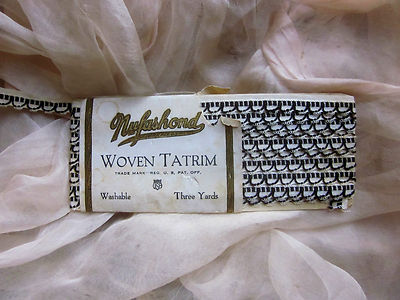 Nufashond
WOVEN TATRIM
TRADE MARK REG. U. S. PAT. OFF.
Washable Three Yards